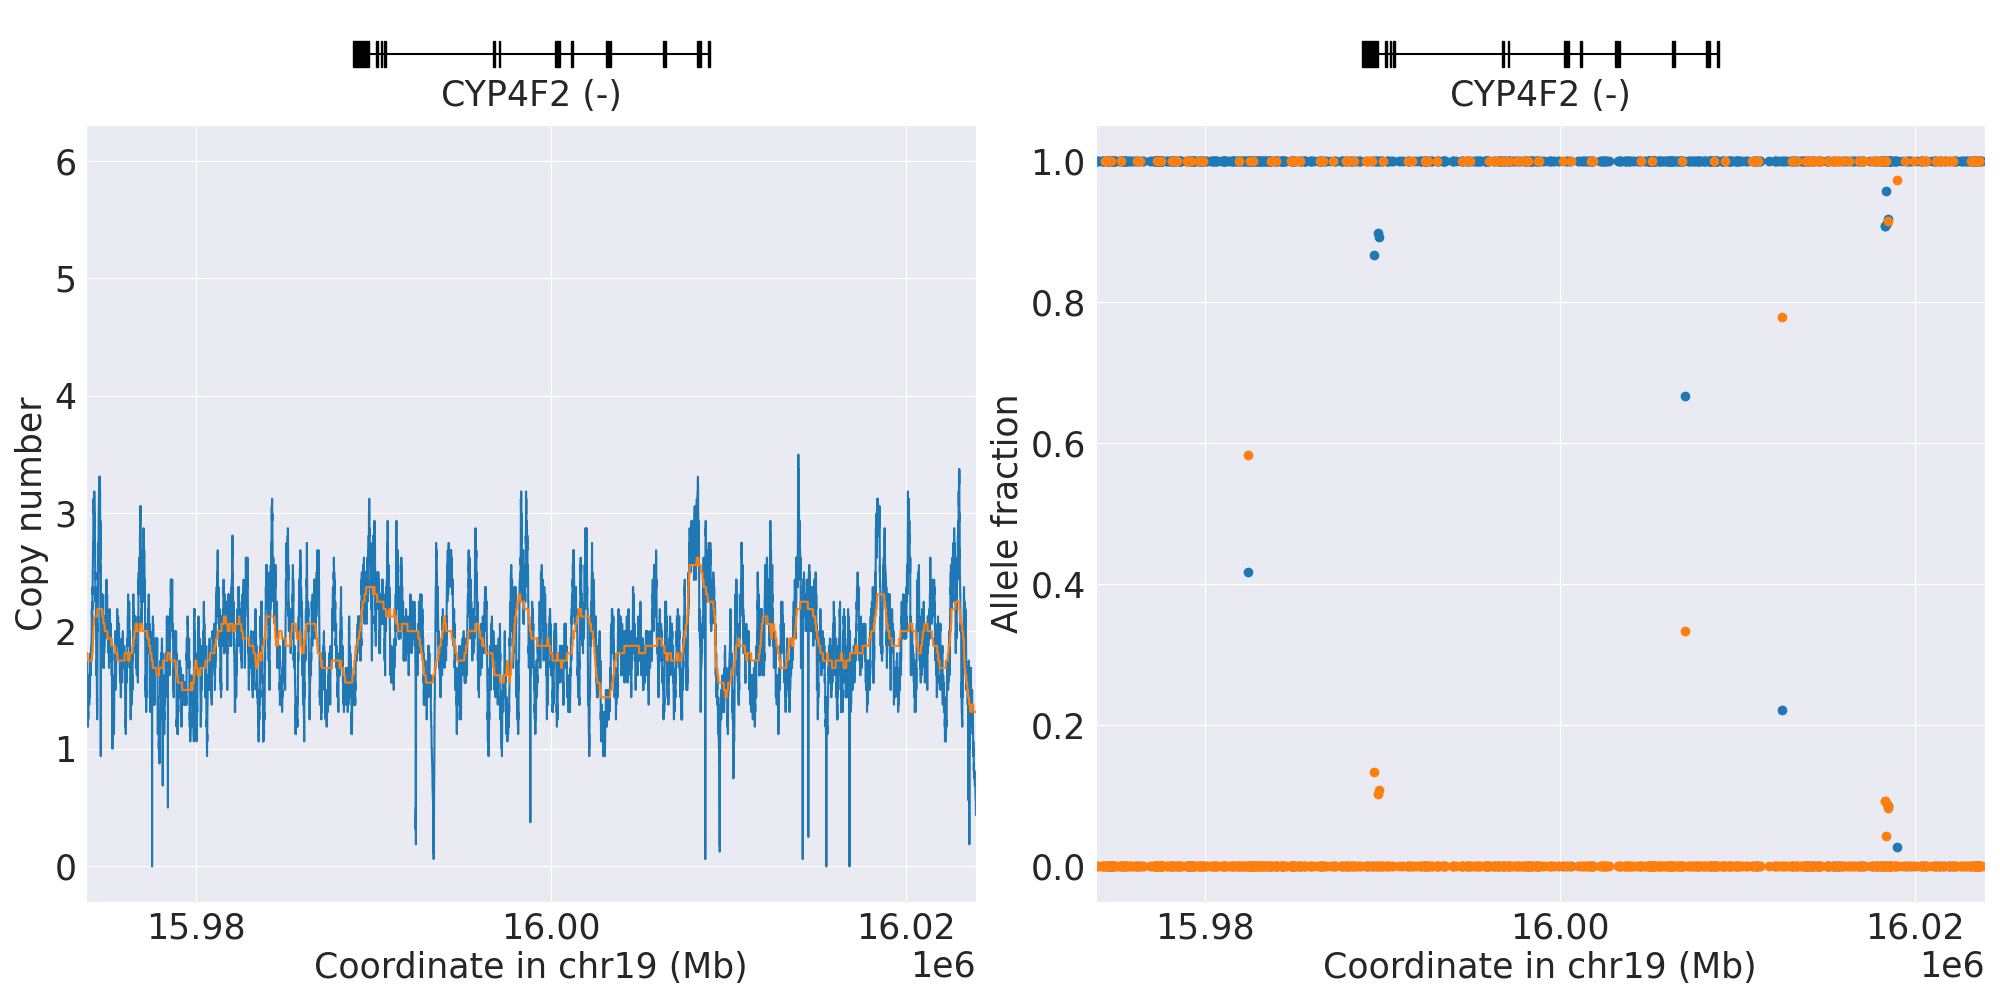 CYP4F2 (-)
Copy number
6
5
4
3
2
1
0
15.98
16.00
16.02
Coordinate in chr19 (Mb)
1e6
CYP4F2 (-)
Allele fraction
1.0
0.8
0.6
0.4
0.2
0.0
15.98
16.00
16.02
Coordinate in chr19 (Mb)
1e6